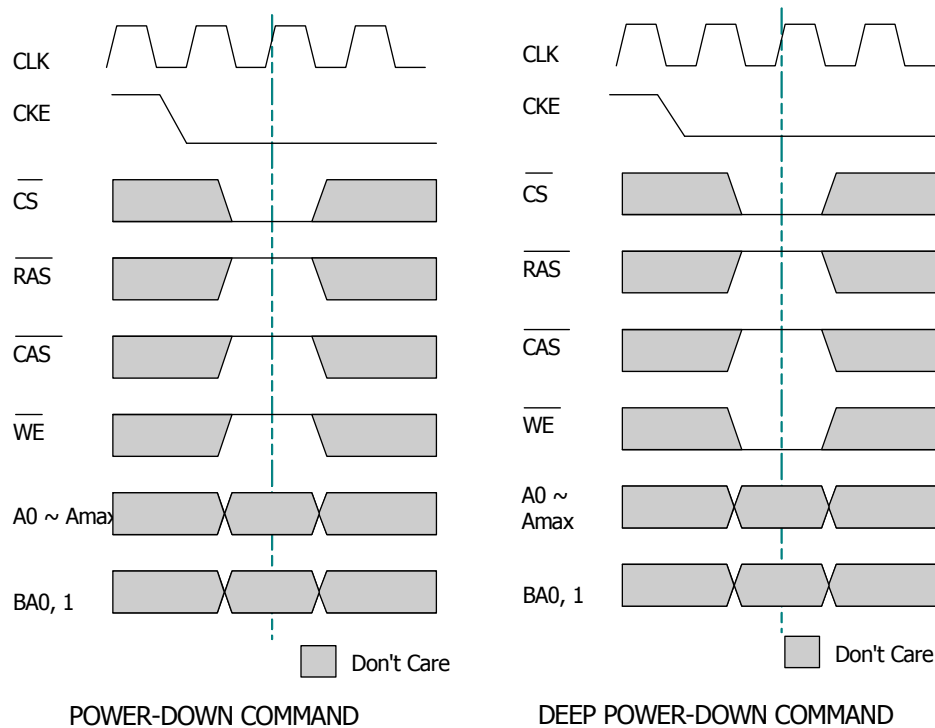 CLK
CKE
CS
RAS
CAS
WE
A0 ~ Amax
BA0, 1
Don't Care
POWER-DOWN COMMAND
CLK
CKE
CS
RAS
CAS
WE
A0 ~
Amax
BA0, 1
Don't Care
DEEP POWER-DOWN COMMAND